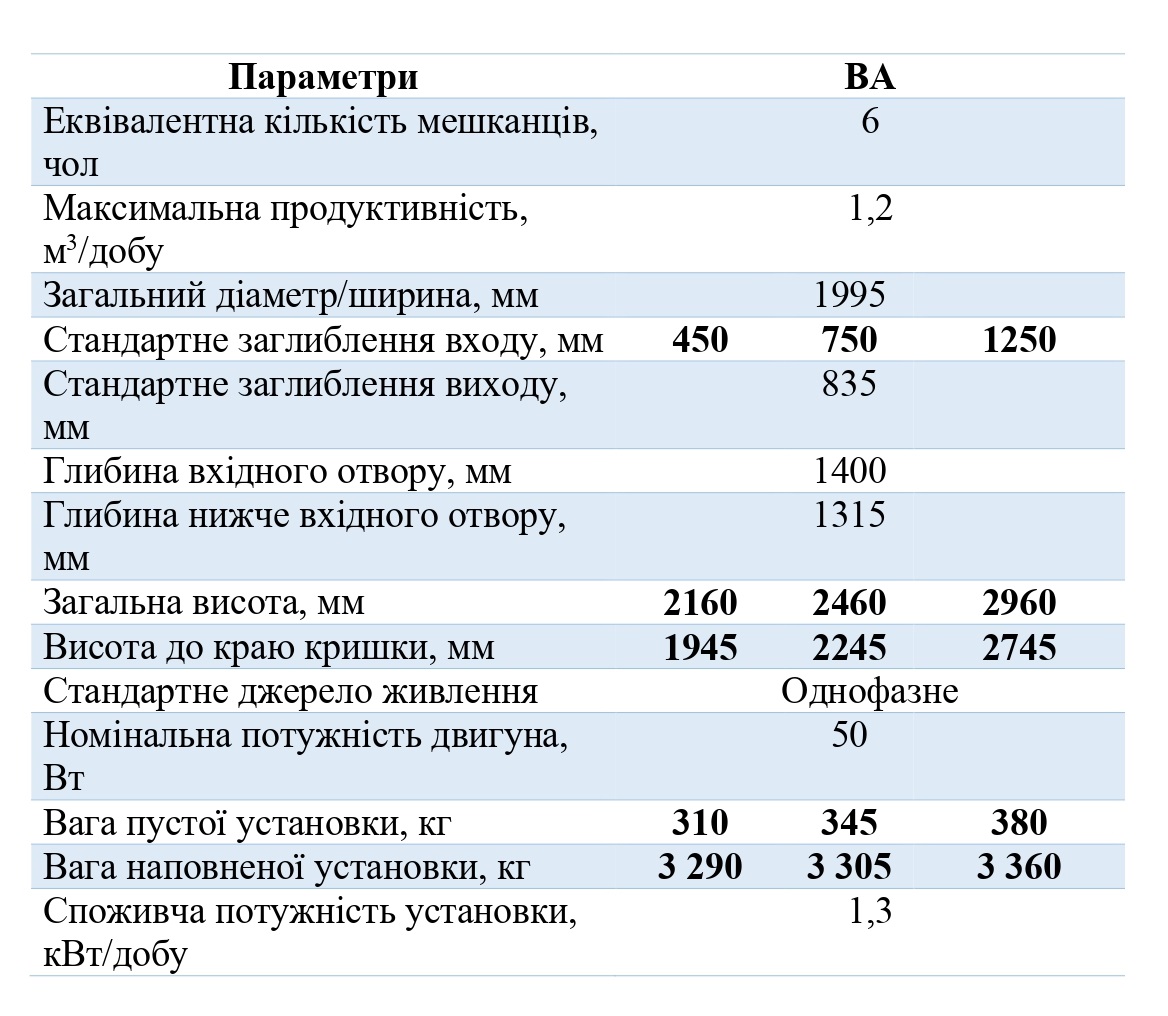 Параметри ВА
Еквівалентна кількість мешканців, 6
чол
Максимальна продуктивність, 1,2
м³/добу
Загальний діаметр/ширина, мм 1995
Стандартне заглиблення входу, мм 450 750 1250
Стандартне заглиблення виходу, 835
мм
Глибина вхідного отвору, мм 1400
Глибина нижче вхідного отвору, 1315
мм
Загальна висота, мм 2160 2460 2960
Висота до краю кришки, мм 1945 2245 2745
Стандартне джерело живлення Однофазне
Номінальна потужність двигуна, 50
Вт
Вага пустої установки, кг 310 345 380
Вага наповненої установки, кг 3 290 3 305 3 360
Споживча потужність установки, 1,3
кВт/добу